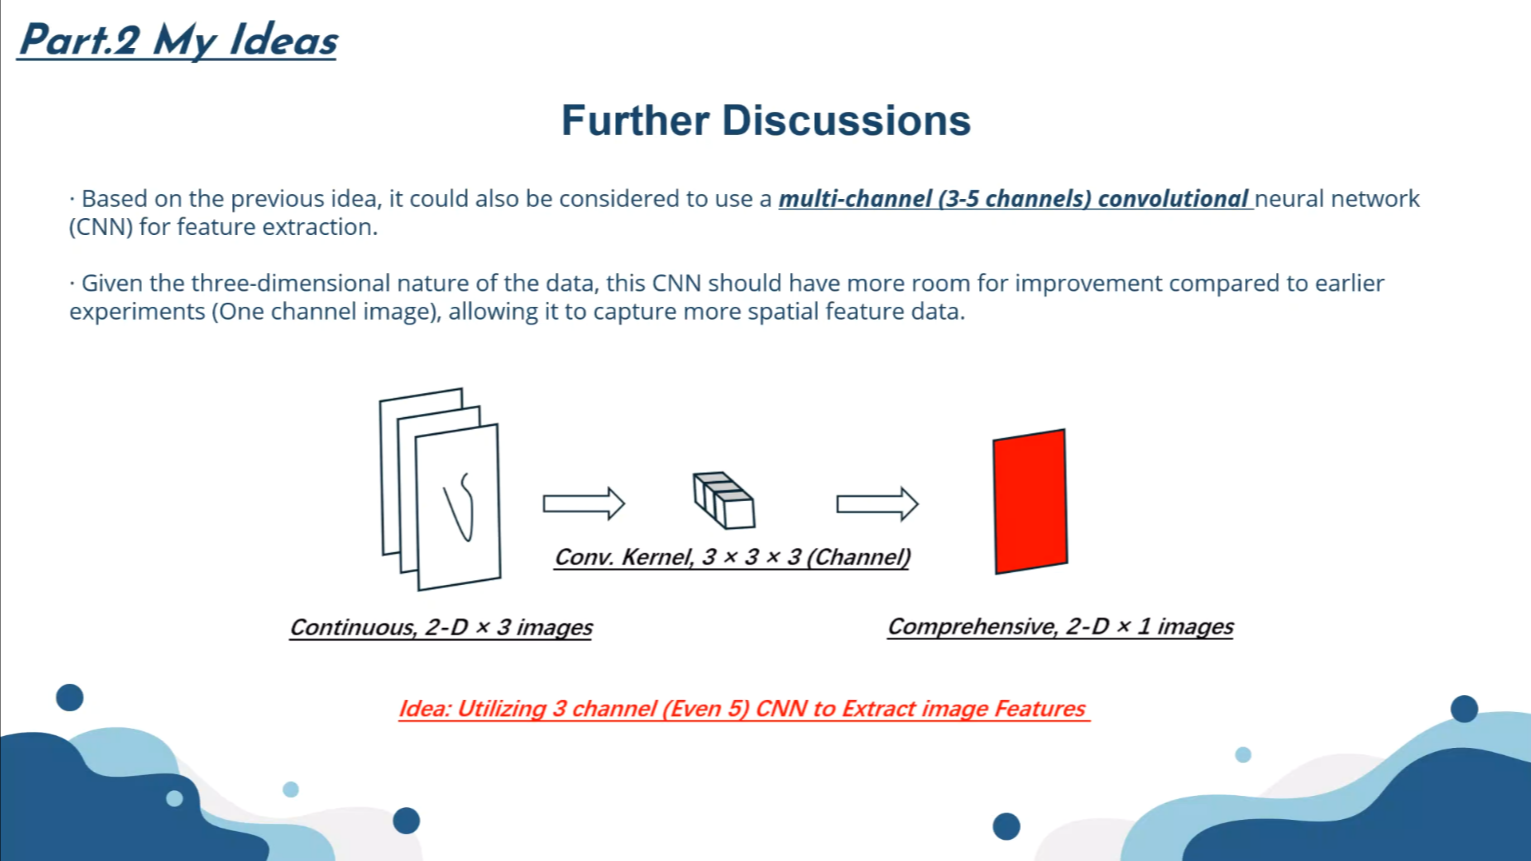 Part.2 My Ideas
Further Discussions
· Based on the previous idea, it could also be considered to use a multi-channel (3-5 channels) convolutional neural network
(CNN) for feature extraction.
· Given the three-dimensional nature of the data, this CNN should have more room for improvement compared to earlier
experiments (One channel image), allowing it to capture more spatial feature data.
Conv. Kernel, 3 × 3 × 3 (Channel)
Continuous, 2-D × 3 images
Comprehensive, 2-D × 1 images
Idea: Utilizing 3 channel (Even 5) CNN to Extract image Features